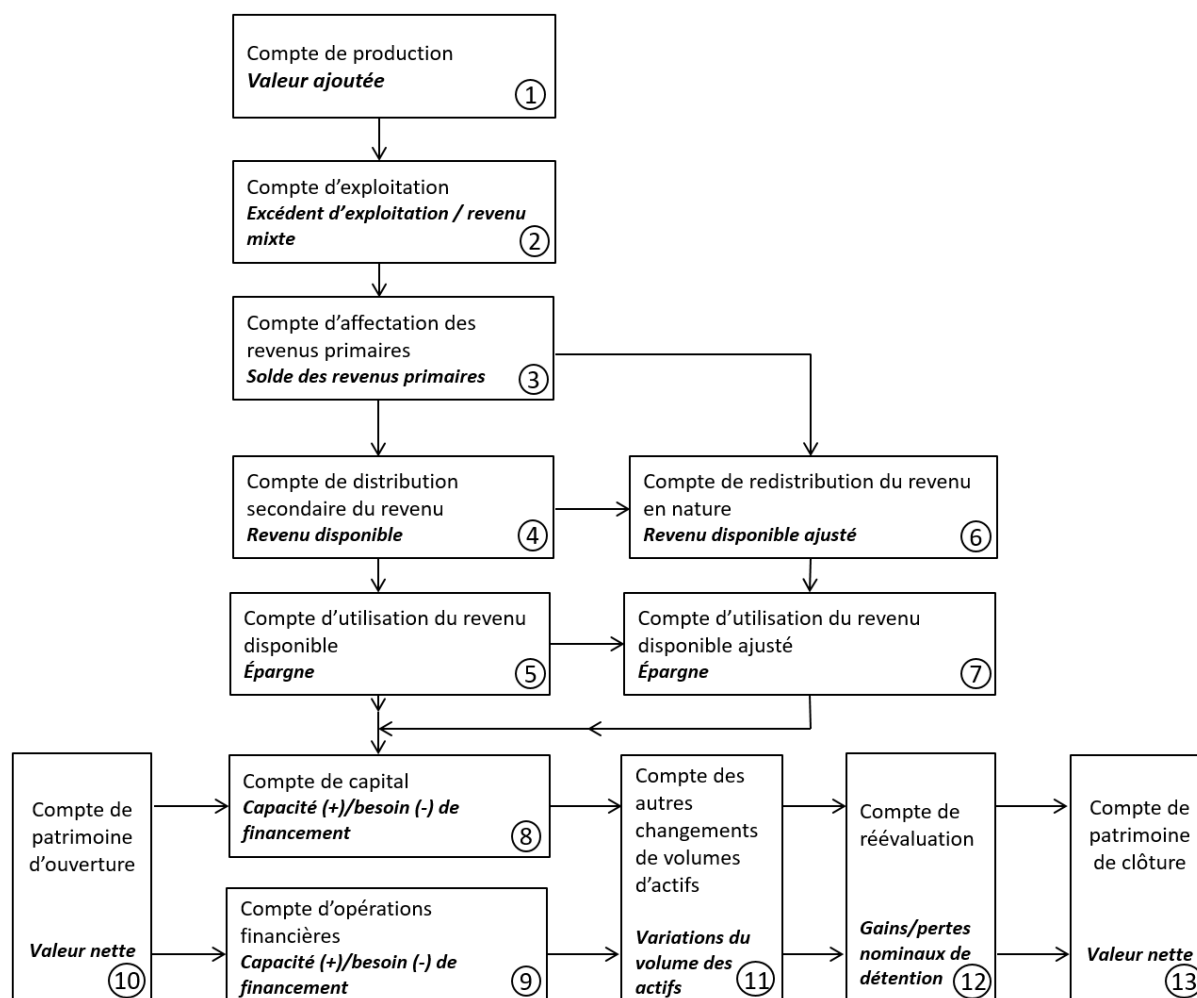 Compte de production
Valeur ajoutée
1
Compte d’exploitation
Excédent d’exploitation / revenu
mixte
2
Compte d’affectation des
revenus primaires
Solde des revenus primaires
3
Compte de distribution
secondaire du revenu
Revenu disponible
4
Compte de redistribution du revenu
en nature
Revenu disponible ajusté
6
Compte d’utilisation du revenu
disponible
Épargne
5
Compte d’utilisation du revenu
disponible ajusté
Épargne
7
Compte de
patrimoine
d’ouverture
Valeur nette
10
Compte de capital
Capacité (+)/besoin (-) de
financement
8
Compte d’opérations
financières
Capacité (+)/besoin (-) de
financement
9
Compte des
autres
changements
de volumes
d’actifs
Variations du
volume des
actifs
11
Compte de
réévaluation
Gains/pertes
nominaux de
détention
12
Compte de
patrimoine
de clôture
Valeur nette
13